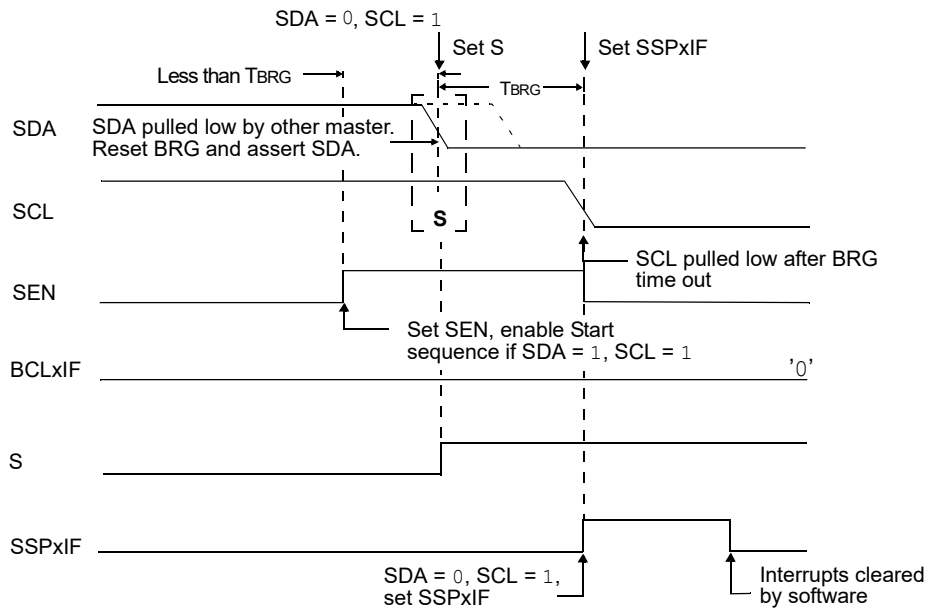 SDA = 0, SCL = 1
Set S
Set SSPxIF
Less than TBRG
TBRG
SDA
SDA pulled low by other master.
Reset BRG and assert SDA.
SCL
S
SCL pulled low after BRG
time out
SEN
Set SEN, enable Start
sequence if SDA = 1, SCL = 1
BCLxIF
'0'
S
SSPxIF
SDA = 0, SCL = 1,
set SSPxIF
Interrupts cleared
by software